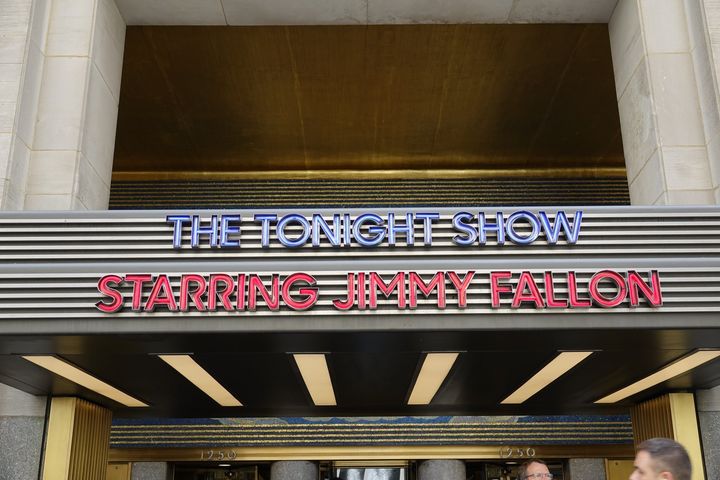 THE TONIGHT SHOW
STARRING JIMMY FALLON
1250 1250